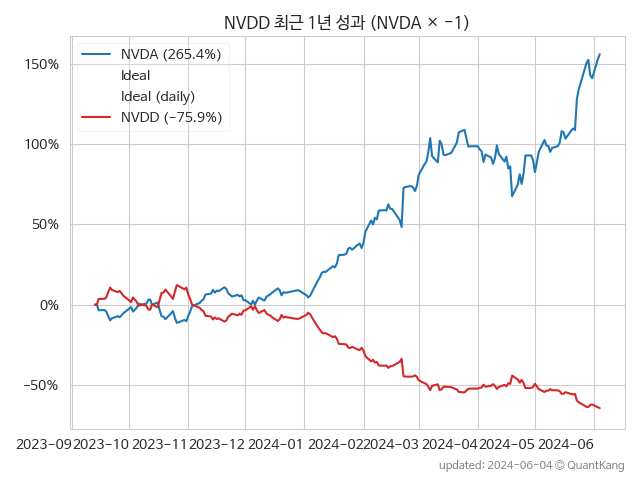 NVDD 최근 1년 성과 (NVDA × -1)
NVDA (265.4%)
Ideal
Ideal (daily)
NVDD (-75.9%)
150%
100%
50%
0%
-50%
2023-09 2023-10 2023-11 2023-12 2024-01 2024-02 2024-03 2024-04 2024-05 2024-06
updated: 2024-06-04 © QuantKang